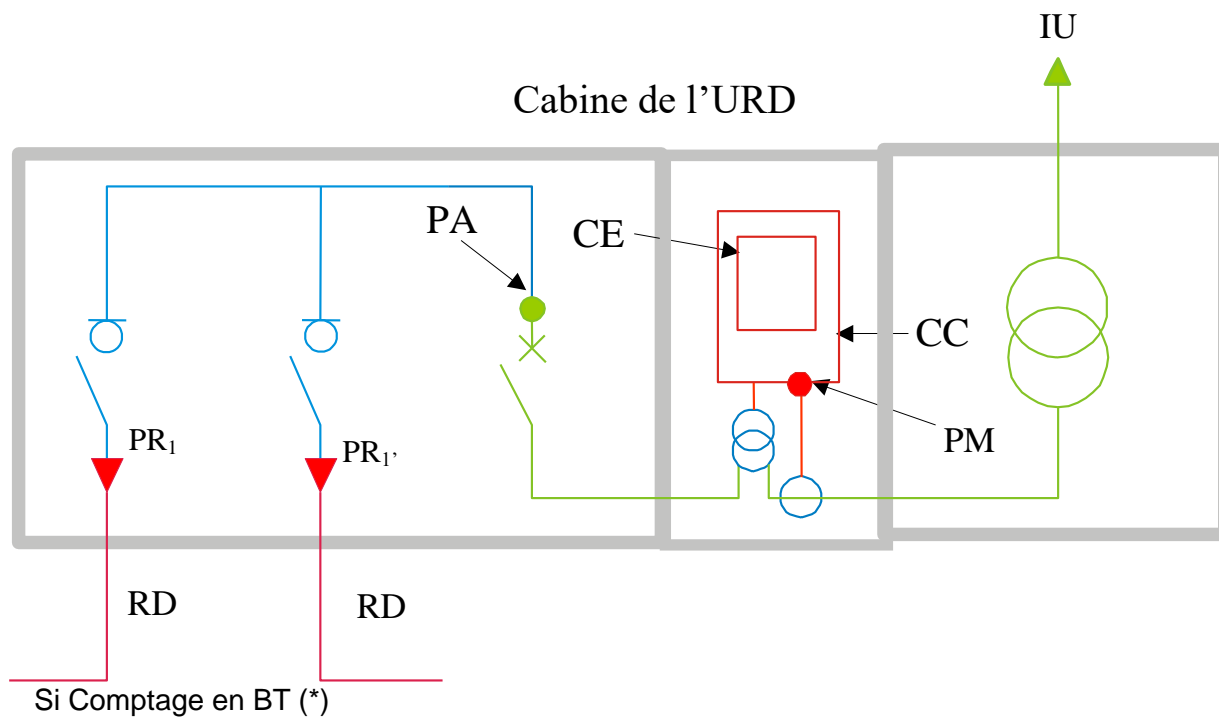 IU
Cabine de l’URD
PA
CE
CC
PR1
PR1’
PM
RD
RD
Si Comptage en BT (*)